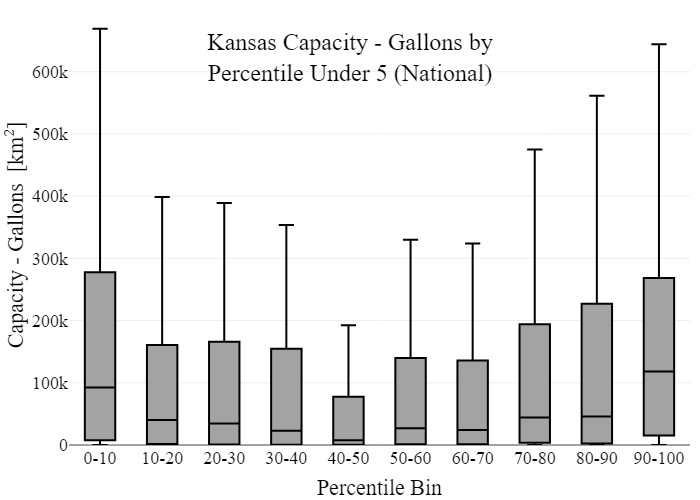 Kansas Capacity - Gallons by
Percentile Under 5 (National)
Capacity - Gallons [km²]
600k
500k
400k
300k
200k
100k
0
0-10 10-20 20-30 30-40 40-50 50-60 60-70 70-80 80-90 90-100
Percentile Bin